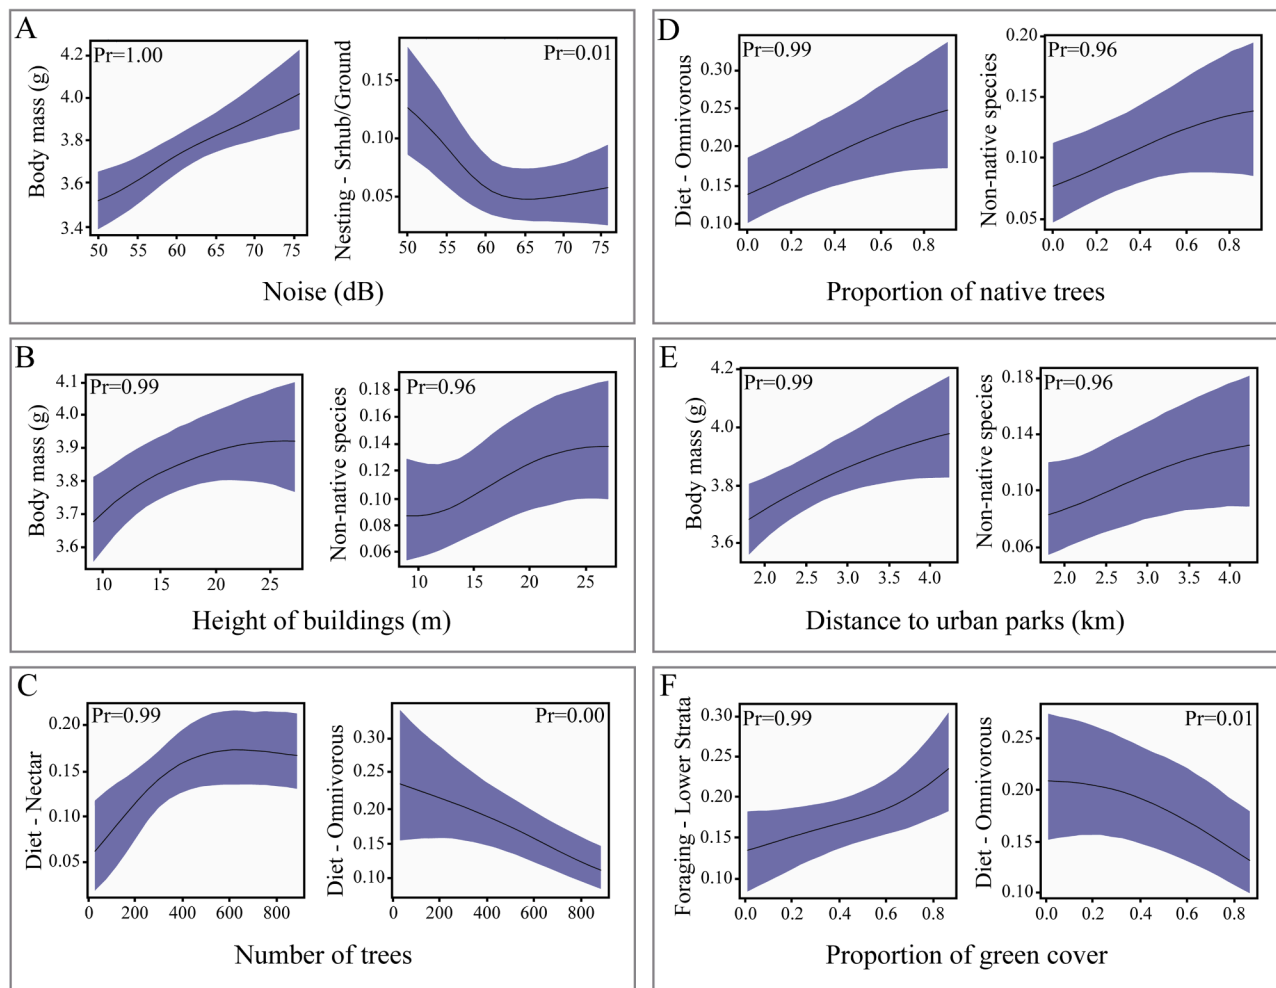 A
Pr=1.00
Body mass (g)
4.2
4.0
3.8
3.6
3.4
50 55 60 65 70 75
Pr=0.01
Nesting - Srhub/Ground
0.15
0.10
0.05
50 55 60 65 70 75
Noise (dB)
D
Pr=0.99
Diet - Omnivorous
0.30
0.25
0.20
0.15
0.10
0.0 0.2 0.4 0.6 0.8
Pr=0.96
Non-native species
0.20
0.15
0.10
0.05
0.0 0.2 0.4 0.6 0.8
Proportion of native trees
B
Pr=0.99
Body mass (g)
4.1
4.0
3.9
3.8
3.7
3.6
10 15 20 25
Pr=0.96
Non-native species
0.18
0.16
0.14
0.12
0.10
0.08
0.06
10 15 20 25
Height of buildings (m)
E
Pr=0.99
Body mass (g)
4.2
4.0
3.8
3.6
2.0 2.5 3.0 3.5 4.0
Pr=0.96
Non-native species
0.18
0.14
0.10
0.06
2.0 2.5 3.0 3.5 4.0
Distance to urban parks (km)
C
Pr=0.99
Diet - Nectar
0.20
0.15
0.10
0.05
0 200 400 600 800
Pr=0.00
Diet - Omnivorous
0.30
0.25
0.20
0.15
0.10
0 200 400 600 800
Number of trees
F
Pr=0.99
Foraging - Lower Strata
0.30
0.25
0.20
0.15
0.10
0.0 0.2 0.4 0.6 0.8
Pr=0.01
Diet - Omnivorous
0.25
0.20
0.15
0.10
0.0 0.2 0.4 0.6 0.8
Proportion of green cover